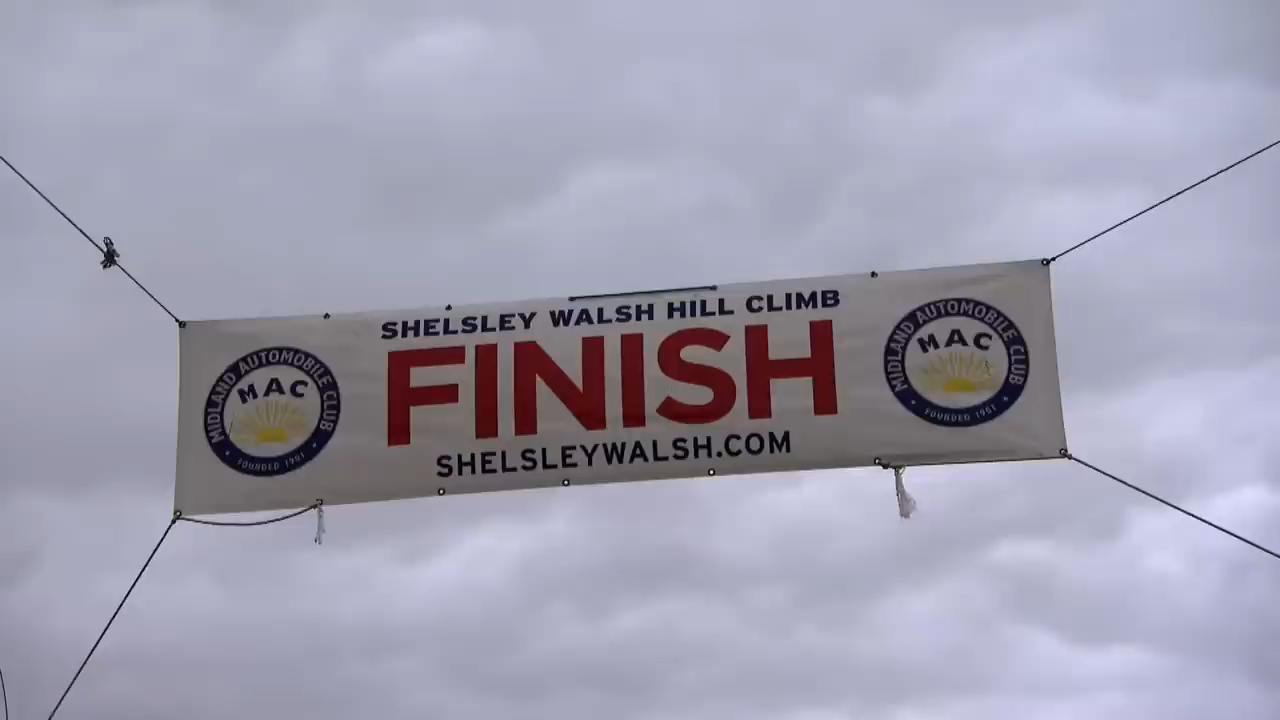 SHELSLEY WALSH HILL CLIMB
FINISH
SHELSLEYWALSH.COM
MIDLAND AUTOMOBILE CLUB
MAC
FOUNDED 1901
MIDLAND AUTOMOBILE CLUB
MAC
FOUNDED 1901